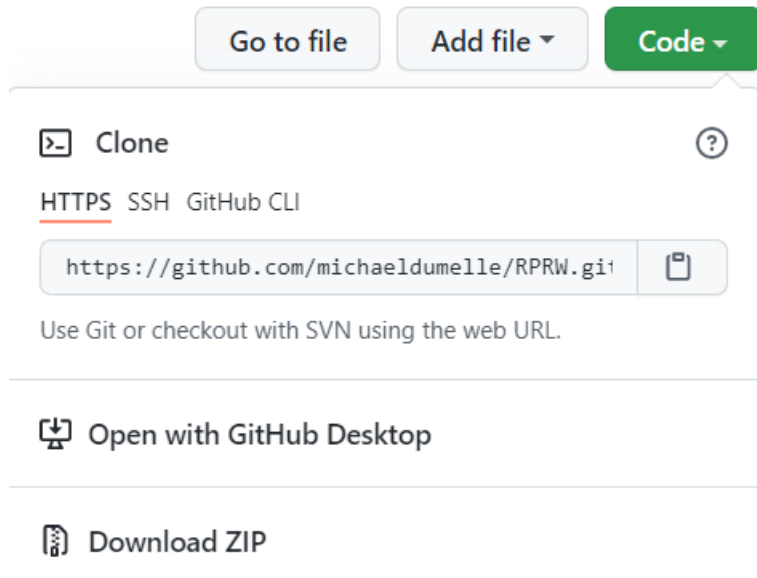 Go to file Add file Code
Clone
HTTPS SSH GitHub CLI
https://github.com/michaeldumelle/RPRW.git
Use Git or checkout with SVN using the web URL.
Open with GitHub Desktop
Download ZIP